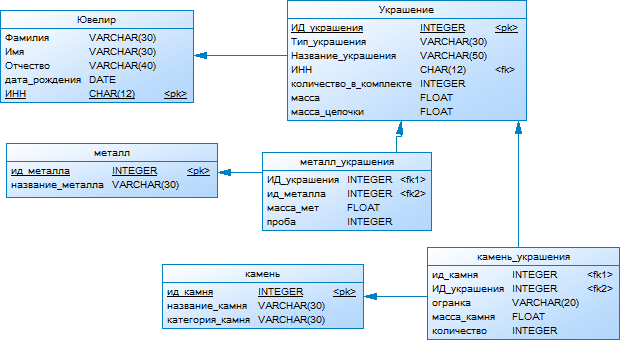 Ювелир
Фамилия VARCHAR(30)
Имя VARCHAR(30)
Отчество VARCHAR(40)
дата_рождения DATE
ИНН CHAR(12) <pk>
Украшение
ИД_украшения INTEGER <pk>
Тип_украшения VARCHAR(30)
Название_украшения VARCHAR(50)
ИНН CHAR(12) <fk>
количество_в_комплекте INTEGER
масса FLOAT
масса_цепочки FLOAT
металл
ид_металла INTEGER <pk>
название_металла VARCHAR(30)
металл_украшения
ИД_украшения INTEGER <fk1>
ид_металла INTEGER <fk2>
масса_мет FLOAT
проба INTEGER
камень
ид_камня INTEGER <pk>
название_камня VARCHAR(30)
категория_камня VARCHAR(30)
камень_украшения
ид_камня INTEGER <fk1>
ИД_украшения INTEGER <fk2>
огранка VARCHAR(20)
масса_камня FLOAT
количество INTEGER